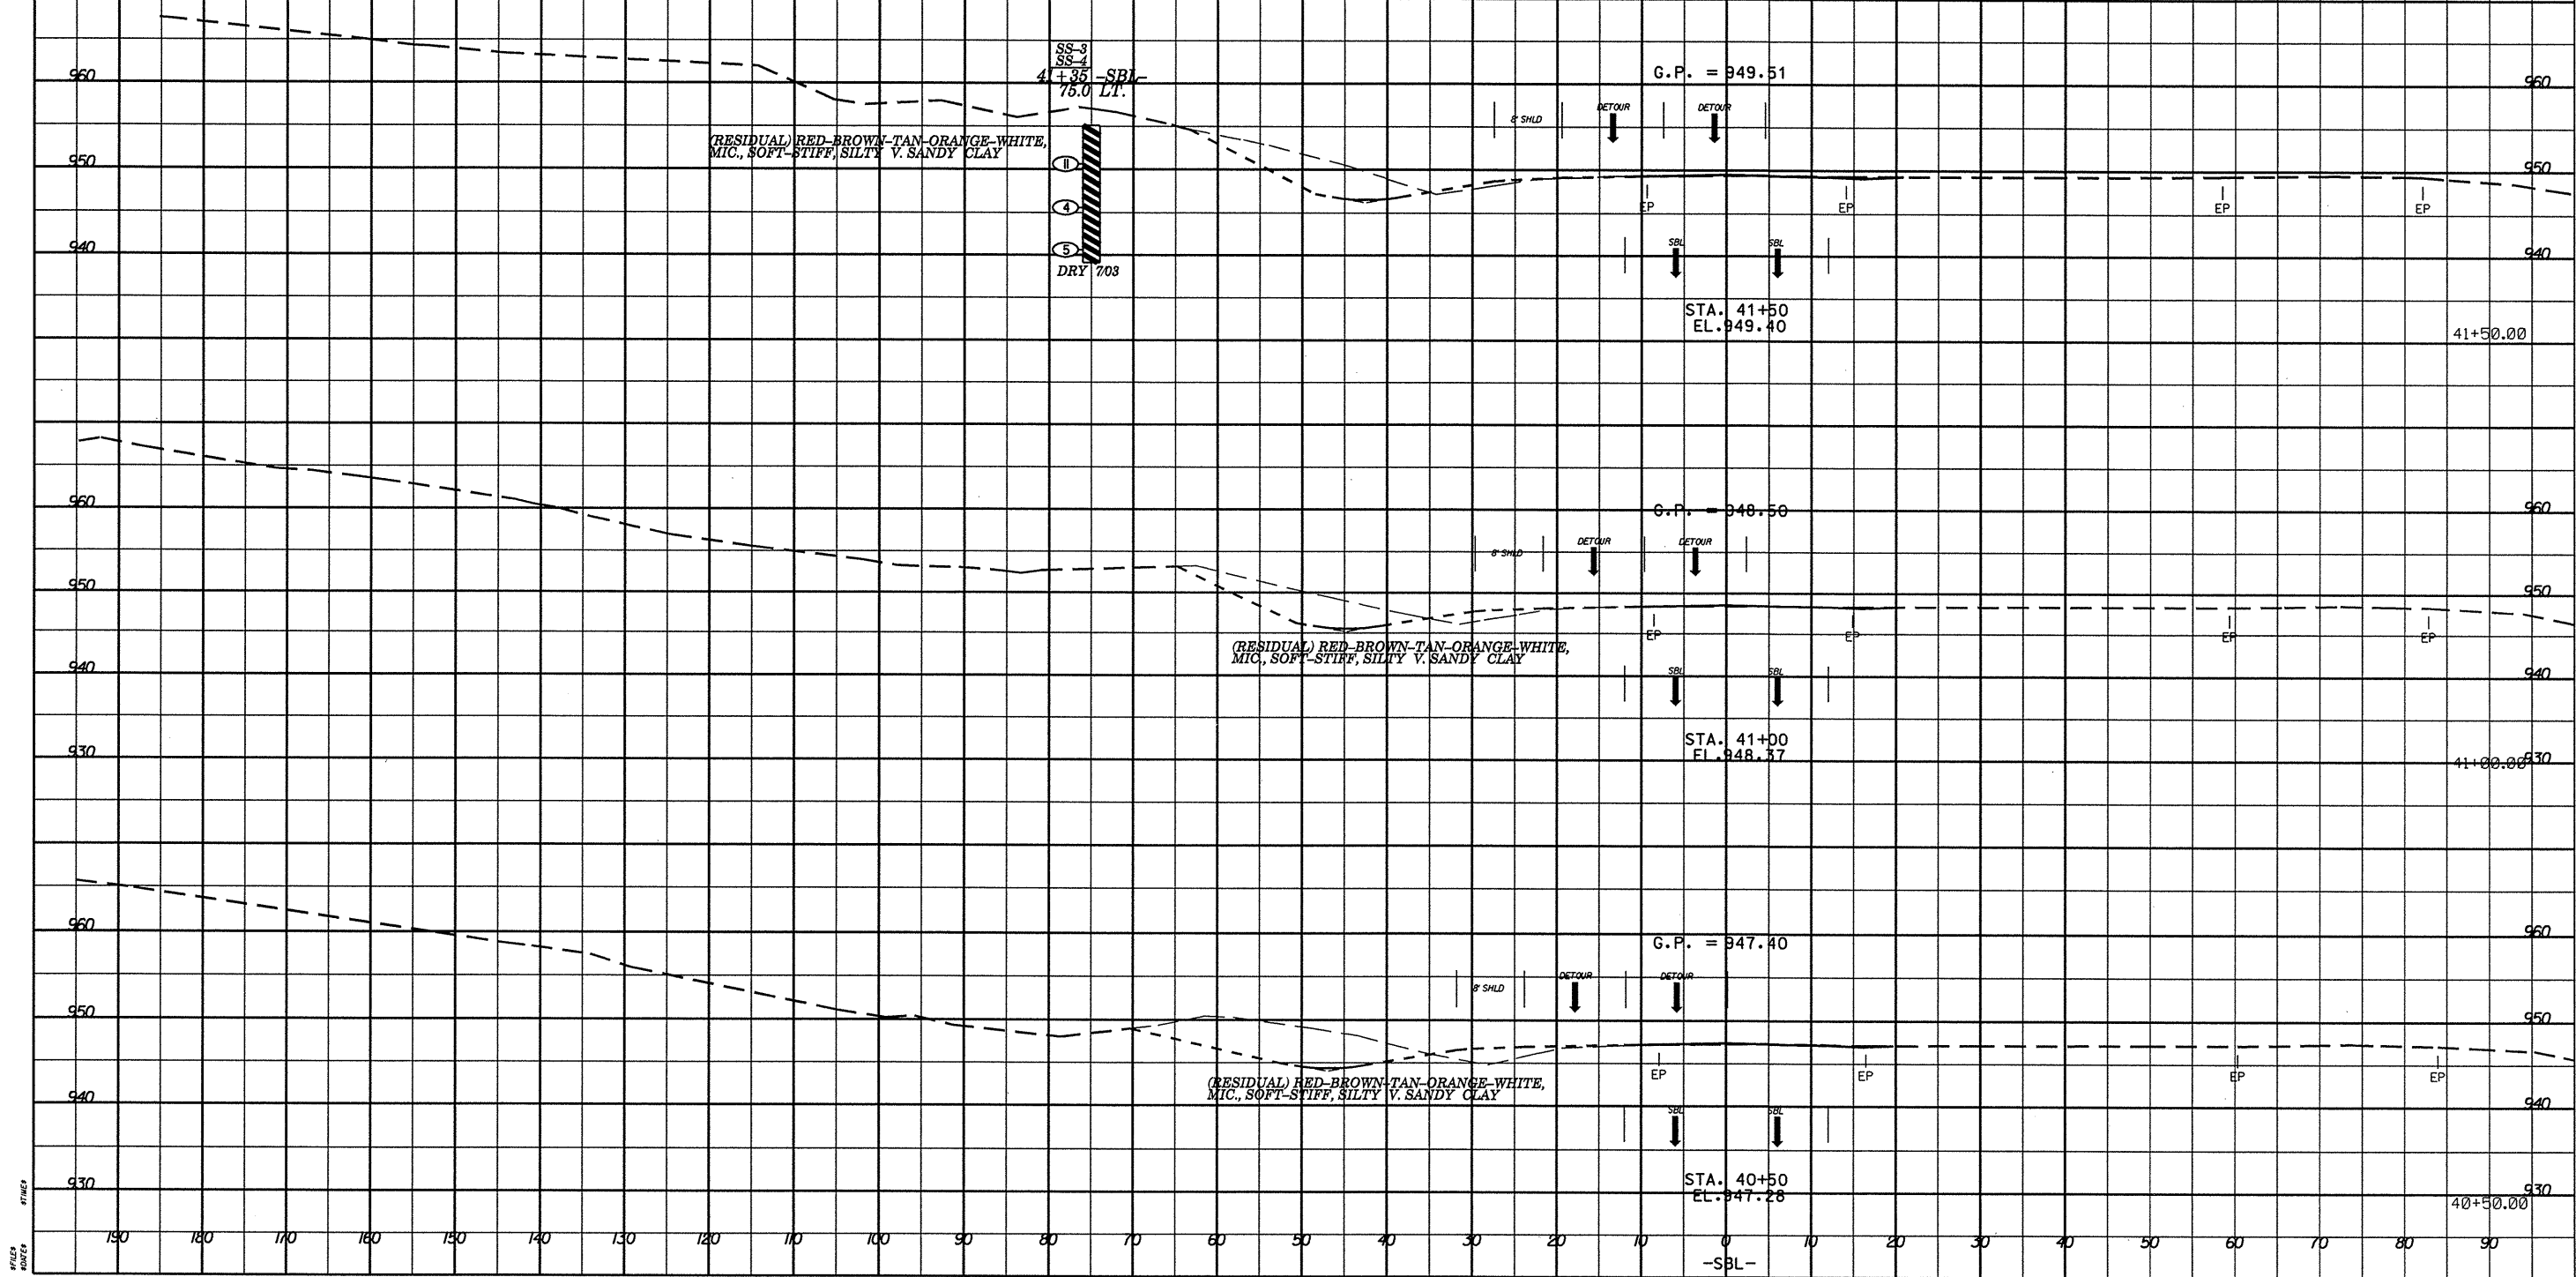 SS-3
SS-4
41+35 -SBL-
75.0 LT.
G.P. = 949.51
960 960
8' SHLD DETOUR DETOUR
(RESIDUAL) RED-BROWN-TAN-ORANGE-WHITE,
MIC., SOFT-STIFF, SILTY V. SANDY CLAY
11
950 950
4
EP EP EP EP
5
940 SBL SBL 940
DRY 7/03
STA. 41+50
EL.949.40
41+50.00
960 960
G.P. = 948.50
8' SHLD DETOUR DETOUR
950 950
EP EP EP EP
(RESIDUAL) RED-BROWN-TAN-ORANGE-WHITE,
MIC., SOFT-STIFF, SILTY V. SANDY CLAY
940 SBL SBL 940
STA. 41+00
EL.948.37
930 41+00.00 930
960 960
G.P. = 947.40
8' SHLD DETOUR DETOUR
950 950
EP EP EP EP
(RESIDUAL) RED-BROWN-TAN-ORANGE-WHITE,
MIC., SOFT-STIFF, SILTY V. SANDY CLAY
940 SBL SBL 940
STA. 40+50
EL.947.28
930 930
40+50.00
190 180 170 160 150 140 130 120 110 100 90 80 70 60 50 40 30 20 10 0 10 20 30 40 50 60 70 80 90
-SBL-
$TIME$
$DATE$
$FILE$